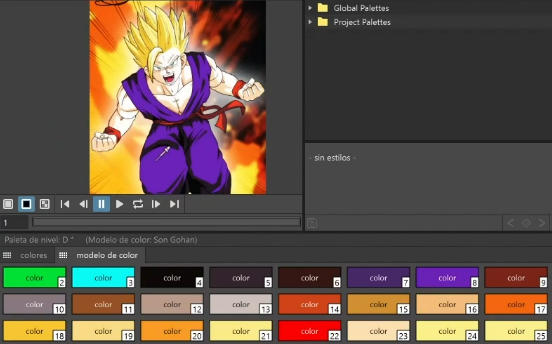 Global Palettes
Project Palettes
- sin estilos -
1
Paleta de nivel: D * (Modelo de color: Son Gohan)
colores modelo de color
color 2 color 3 color 4 color 5 color 6 color 7 color 8 color 9
color 10 color 11 color 12 color 13 color 14 color 15 color 16 color 17
color 18 color 19 color 20 color 21 color 22 color 23 color 24 color 25